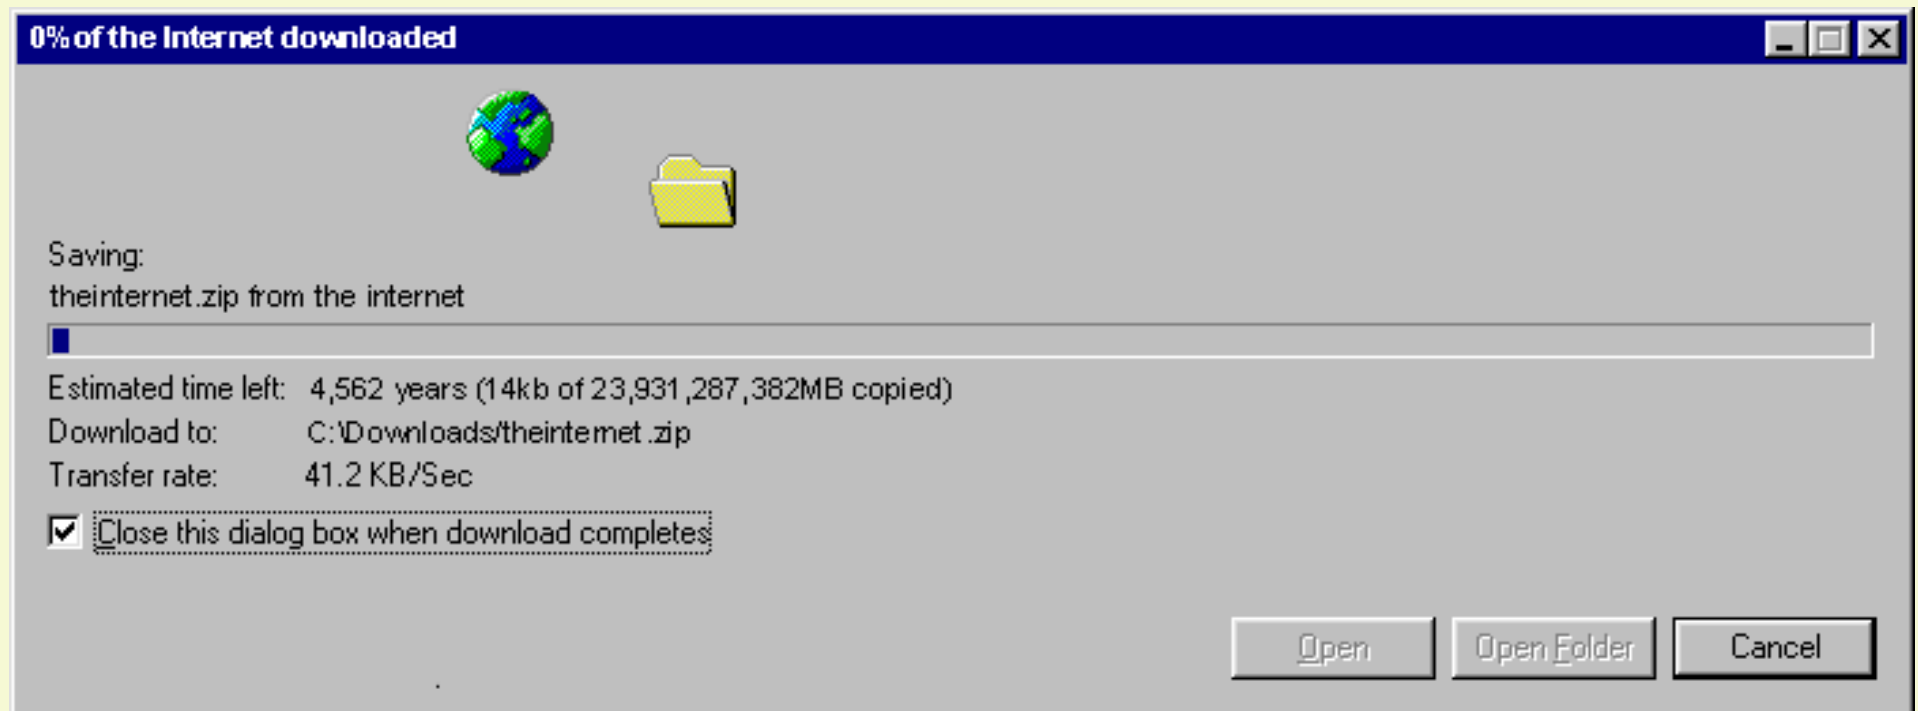 0% of the Internet downloaded
Saving:
theinternet.zip from the internet
Estimated time left: 4,562 years (14kb of 23,931,287,382MB copied)
Download to: C:\Downloads/theinternet.zip
Transfer rate: 41.2 KB/Sec
Close this dialog box when download completes
Open Open Folder Cancel